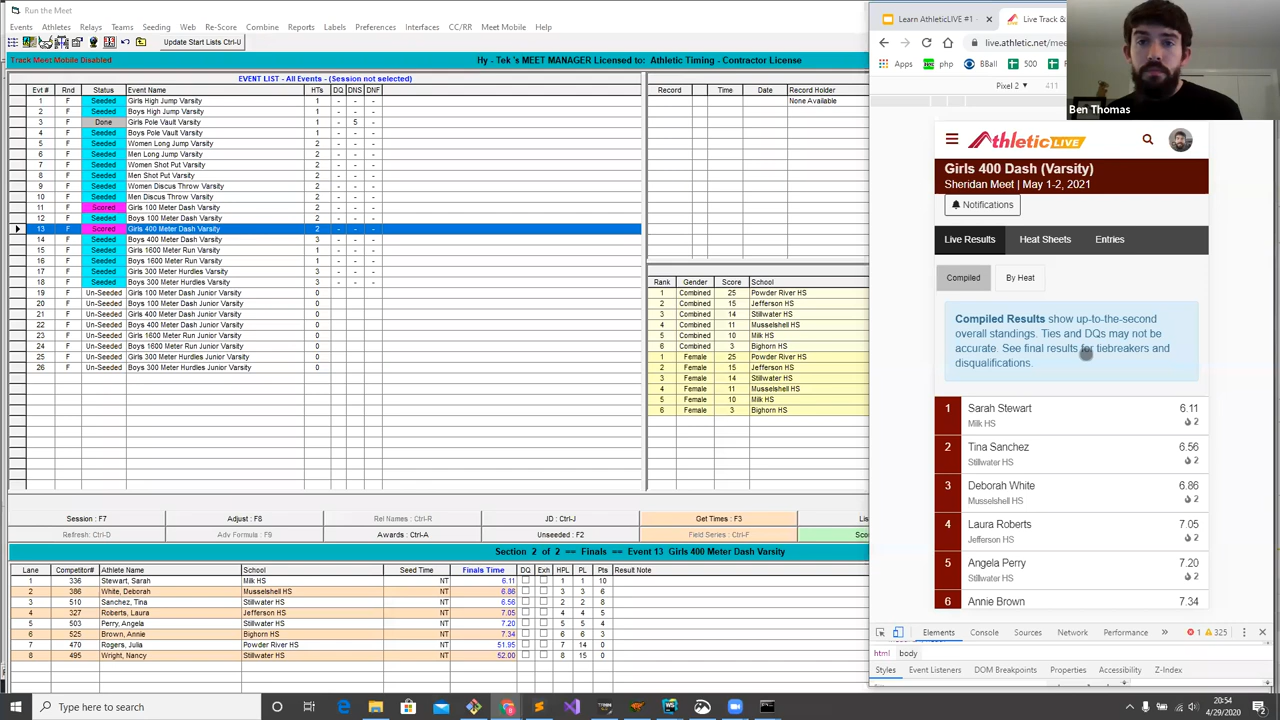 Run the Meet
Events Athletes Relays Teams Seeding Web Re-Score Combine Reports Labels Preferences Interfaces CC/RR Meet Mobile Help
Update Start Lists Ctrl-U
Track Meet Mobile Disabled
Hy - Tek 's MEET MANAGER Licensed to: Athletic Timing - Contractor License
EVENT LIST - All Events - (Session not selected)
Evt # Rnd Status Event Name HTs DQ DNS DNF
1 F Seeded Girls High Jump Varsity 1 - - -
2 F Seeded Boys High Jump Varsity 1 - - -
3 F Done Girls Pole Vault Varsity 1 - 5 -
4 F Seeded Boys Pole Vault Varsity 1 - - -
5 F Seeded Women Long Jump Varsity 2 - - -
6 F Seeded Men Long Jump Varsity 2 - - -
7 F Seeded Women Shot Put Varsity 2 - - -
8 F Seeded Men Shot Put Varsity 2 - - -
9 F Seeded Women Discus Throw Varsity 2 - - -
10 F Seeded Men Discus Throw Varsity 2 - - -
11 F Scored Girls 100 Meter Dash Varsity 2 - - -
12 F Seeded Boys 100 Meter Dash Varsity 2 - - -
13 F Scored Girls 400 Meter Dash Varsity 2 - - -
14 F Seeded Boys 400 Meter Dash Varsity 3 - - -
15 F Seeded Girls 1600 Meter Run Varsity 1 - - -
16 F Seeded Boys 1600 Meter Run Varsity 1 - - -
17 F Seeded Girls 300 Meter Hurdles Varsity 3 - - -
18 F Seeded Boys 300 Meter Hurdles Varsity 3 - - -
19 F Un-Seeded Girls 100 Meter Dash Junior Varsity 0
20 F Un-Seeded Boys 100 Meter Dash Junior Varsity 0
21 F Un-Seeded Girls 400 Meter Dash Junior Varsity 0
22 F Un-Seeded Boys 400 Meter Dash Junior Varsity 0
23 F Un-Seeded Girls 1600 Meter Run Junior Varsity 0
24 F Un-Seeded Boys 1600 Meter Run Junior Varsity 0
25 F Un-Seeded Girls 300 Meter Hurdles Junior Varsity 0
26 F Un-Seeded Boys 300 Meter Hurdles Junior Varsity 0
Record Time Date Record Holder
None Available
Rank Gender Score School
1 Combined 25 Powder River HS
2 Combined 15 Jefferson HS
3 Combined 14 Stillwater HS
4 Combined 11 Musselshell HS
5 Combined 10 Milk HS
6 Combined 3 Bighorn HS
1 Female 25 Powder River HS
2 Female 15 Jefferson HS
3 Female 14 Stillwater HS
4 Female 11 Musselshell HS
5 Female 10 Milk HS
6 Female 3 Bighorn HS
Session : F7 Adjust : F8 Rel Names : Ctrl-R JD : Ctrl-J Get Times : F3 Lis
Refresh : Ctrl-D Adv Formula : F9 Awards : Ctrl-A Unseeded : F2 Field Series : Ctrl-F Sco
Section 2 of 2 == Finals == Event 13 Girls 400 Meter Dash Varsity
Lane Competitor# Athlete Name School Seed Time Finals Time DQ Exh HPL PL Pts Result Note
1 336 Stewart, Sarah Milk HS NT 6.11 1 1 10
2 386 White, Deborah Musselshell HS NT 6.86 3 3 6
3 510 Sanchez, Tina Stillwater HS NT 6.56 2 2 8
4 327 Roberts, Laura Jefferson HS NT 7.05 4 4 5
5 503 Perry, Angela Stillwater HS NT 7.20 5 5 4
6 525 Brown, Annie Bighorn HS NT 7.34 6 6 3
7 470 Rogers, Julia Powder River HS NT 51.95 7 14 0
8 495 Wright, Nancy Stillwater HS NT 52.00 8 15 0
Learn AthleticLIVE #1 - Live Track &
live.athletic.net/mee
Apps php BBall 500
Pixel 2 411
Ben Thomas
Athletic LIVE
Girls 400 Dash (Varsity)
Sheridan Meet | May 1-2, 2021
Notifications
Live Results Heat Sheets Entries
Compiled By Heat
Compiled Results show up-to-the-second
overall standings. Ties and DQs may not be
accurate. See final results for tiebreakers and
disqualifications.
1 Sarah Stewart 6.11
Milk HS 2
2 Tina Sanchez 6.56
Stillwater HS 2
3 Deborah White 6.86
Musselshell HS 2
4 Laura Roberts 7.05
Jefferson HS 2
5 Angela Perry 7.20
Stillwater HS 2
6 Annie Brown 7.34
Elements Console Sources Network Performance 1 325
html body
Styles Event Listeners DOM Breakpoints Properties Accessibility Z-Index
Type here to search
20:54
4/29/2020